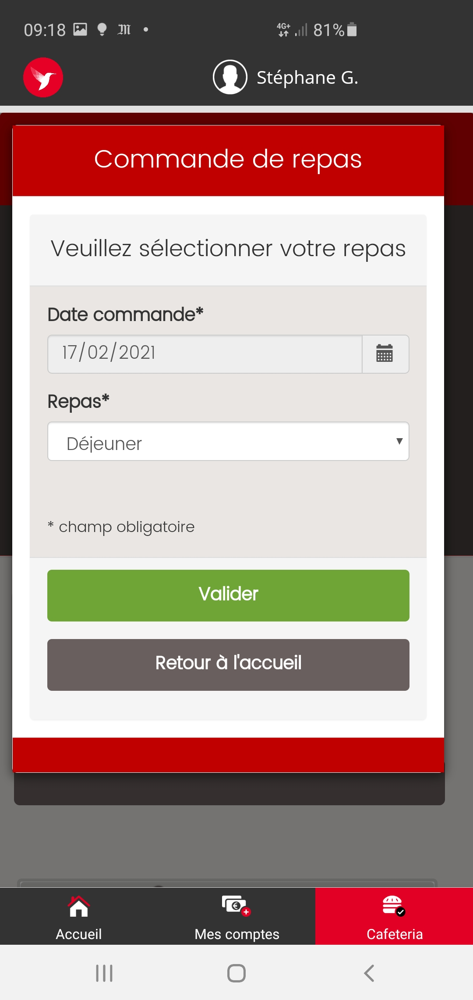 09:18 𝔐 • 4G+ 81%
Stéphane G.
Commande de repas
Veuillez sélectionner votre repas
Date commande*
17/02/2021
Repas*
Déjeuner
* champ obligatoire
Valider
Retour à l'accueil
Accueil Mes comptes Cafeteria